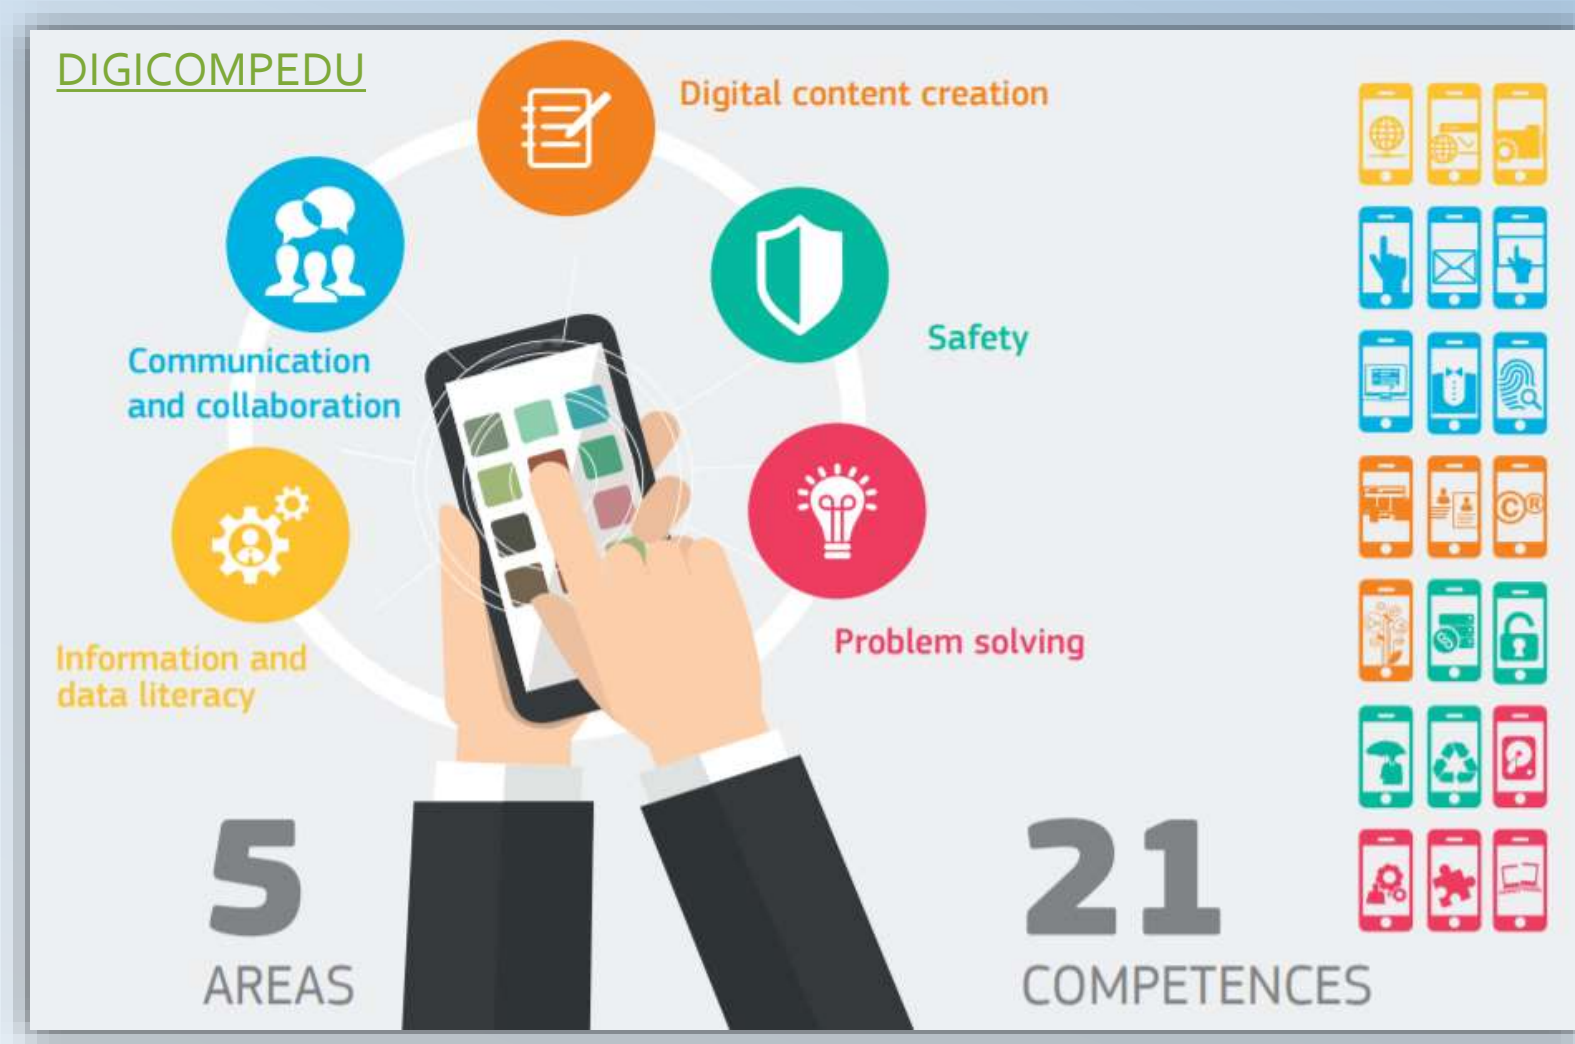 DIGICOMPEDU
Digital content creation
Safety
Communication
and collaboration
Problem solving
Information and
data literacy
5
AREAS
21
COMPETENCES
© ®